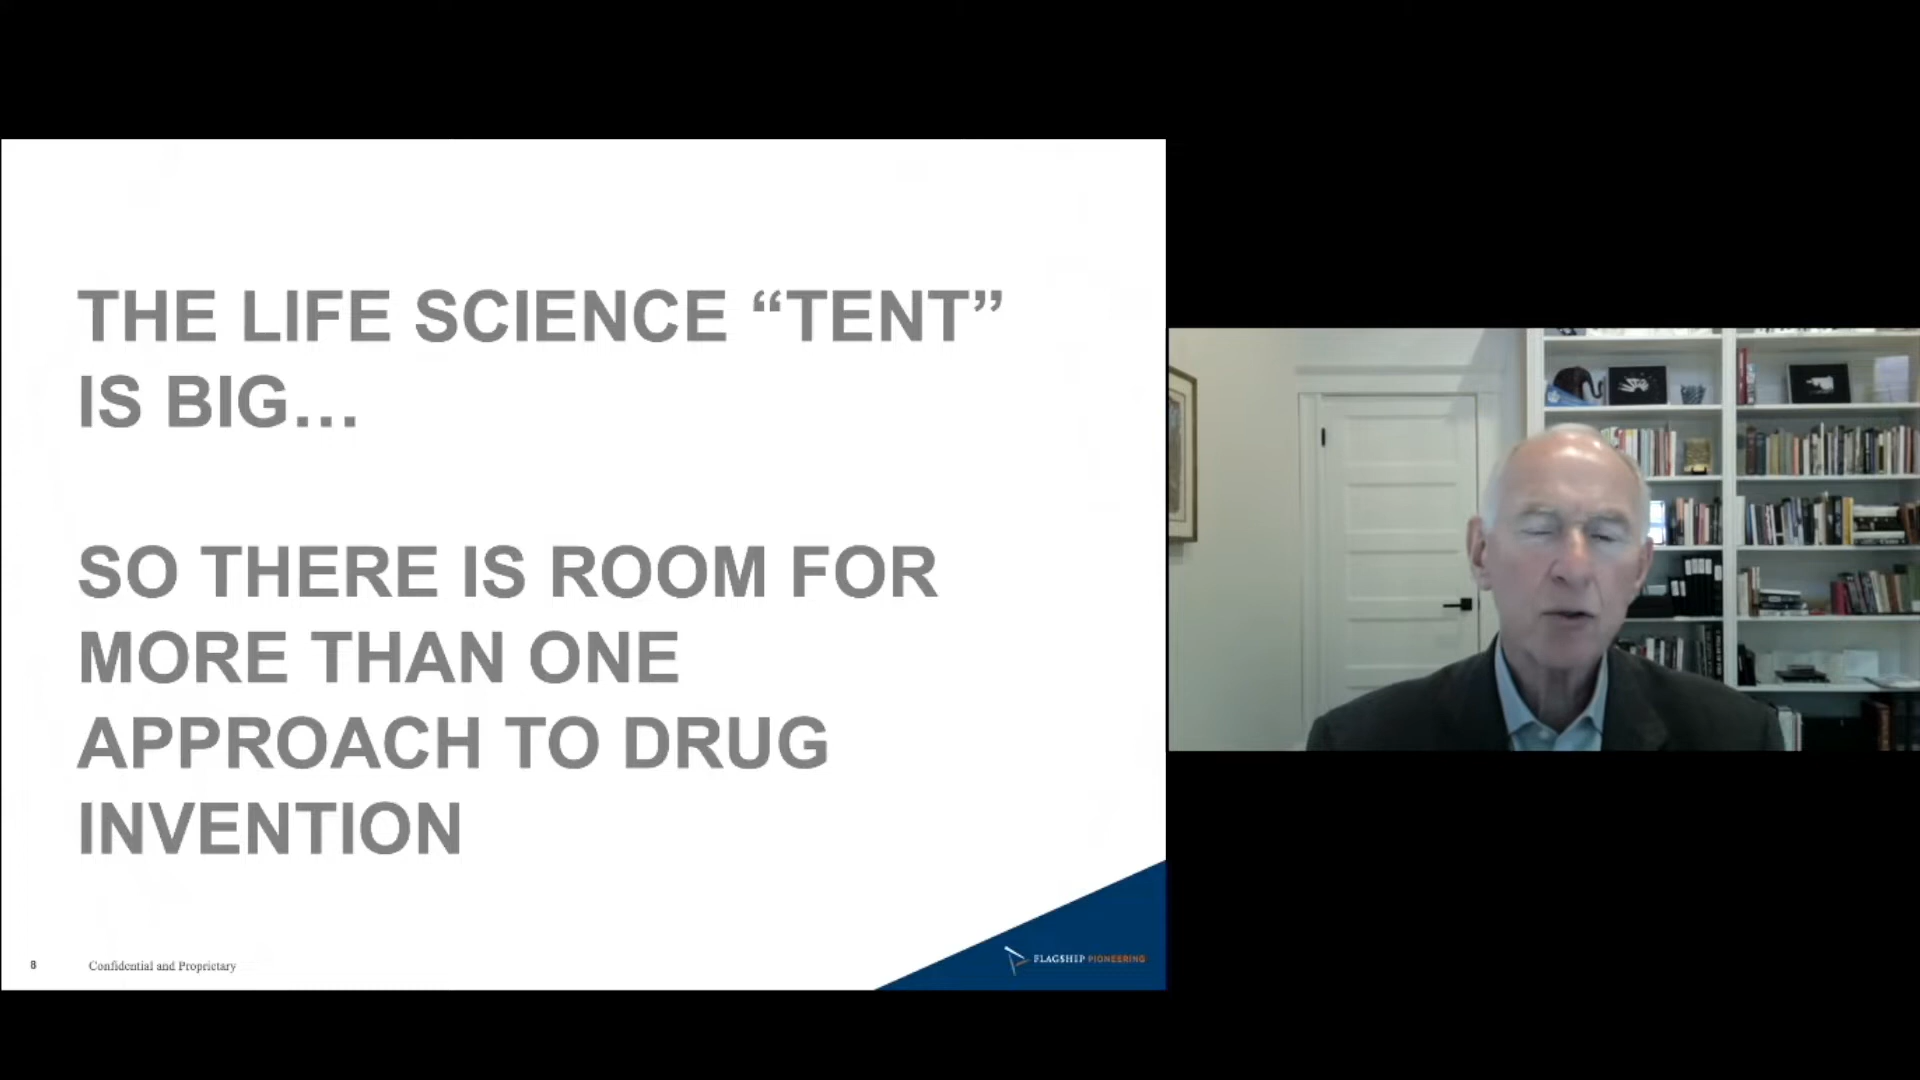 THE LIFE SCIENCE “TENT”
IS BIG...
SO THERE IS ROOM FOR
MORE THAN ONE
APPROACH TO DRUG
INVENTION
8
Confidential and Proprietary
FLAGSHIP PIONEERING